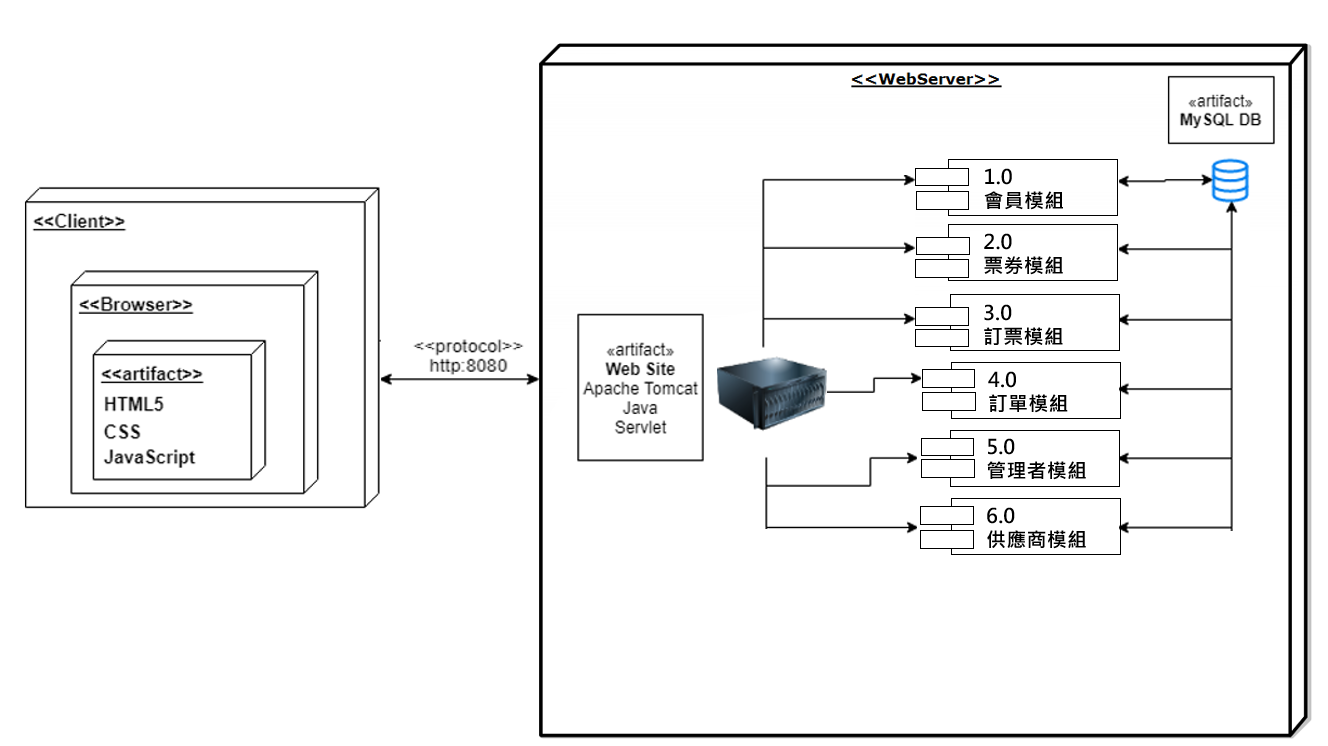 <<WebServer>>
«artifact»
MySQL DB
<<Client>>
<<Browser>>
<<artifact>>
HTML5
CSS
JavaScript
<<protocol>>
http:8080
«artifact»
Web Site
Apache Tomcat
Java
Servlet
1.0
會員模組
2.0
票券模組
3.0
訂票模組
4.0
訂單模組
5.0
管理者模組
6.0
供應商模組